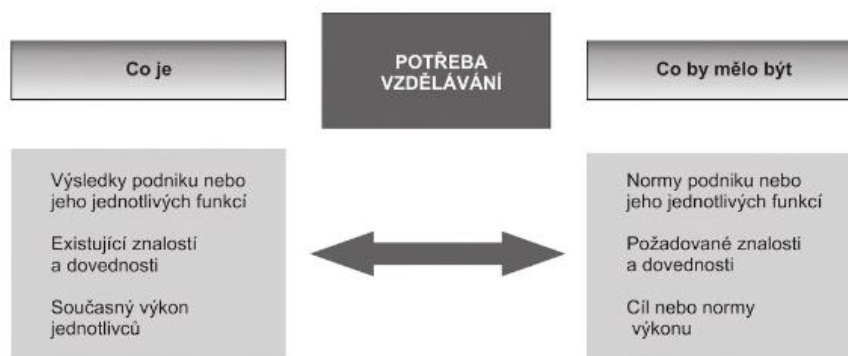 Co je
POTŘEBA
VZDĚLÁVÁNÍ
Co by mělo být
Výsledky podniku nebo
jeho jednotlivých funkcí
Existující znalostí
a dovednosti
Současný výkon
jednotlivců
Normy podniku nebo
jeho jednotlivých funkcí
Požadované znalosti
a dovednosti
Cíl nebo normy
výkonu